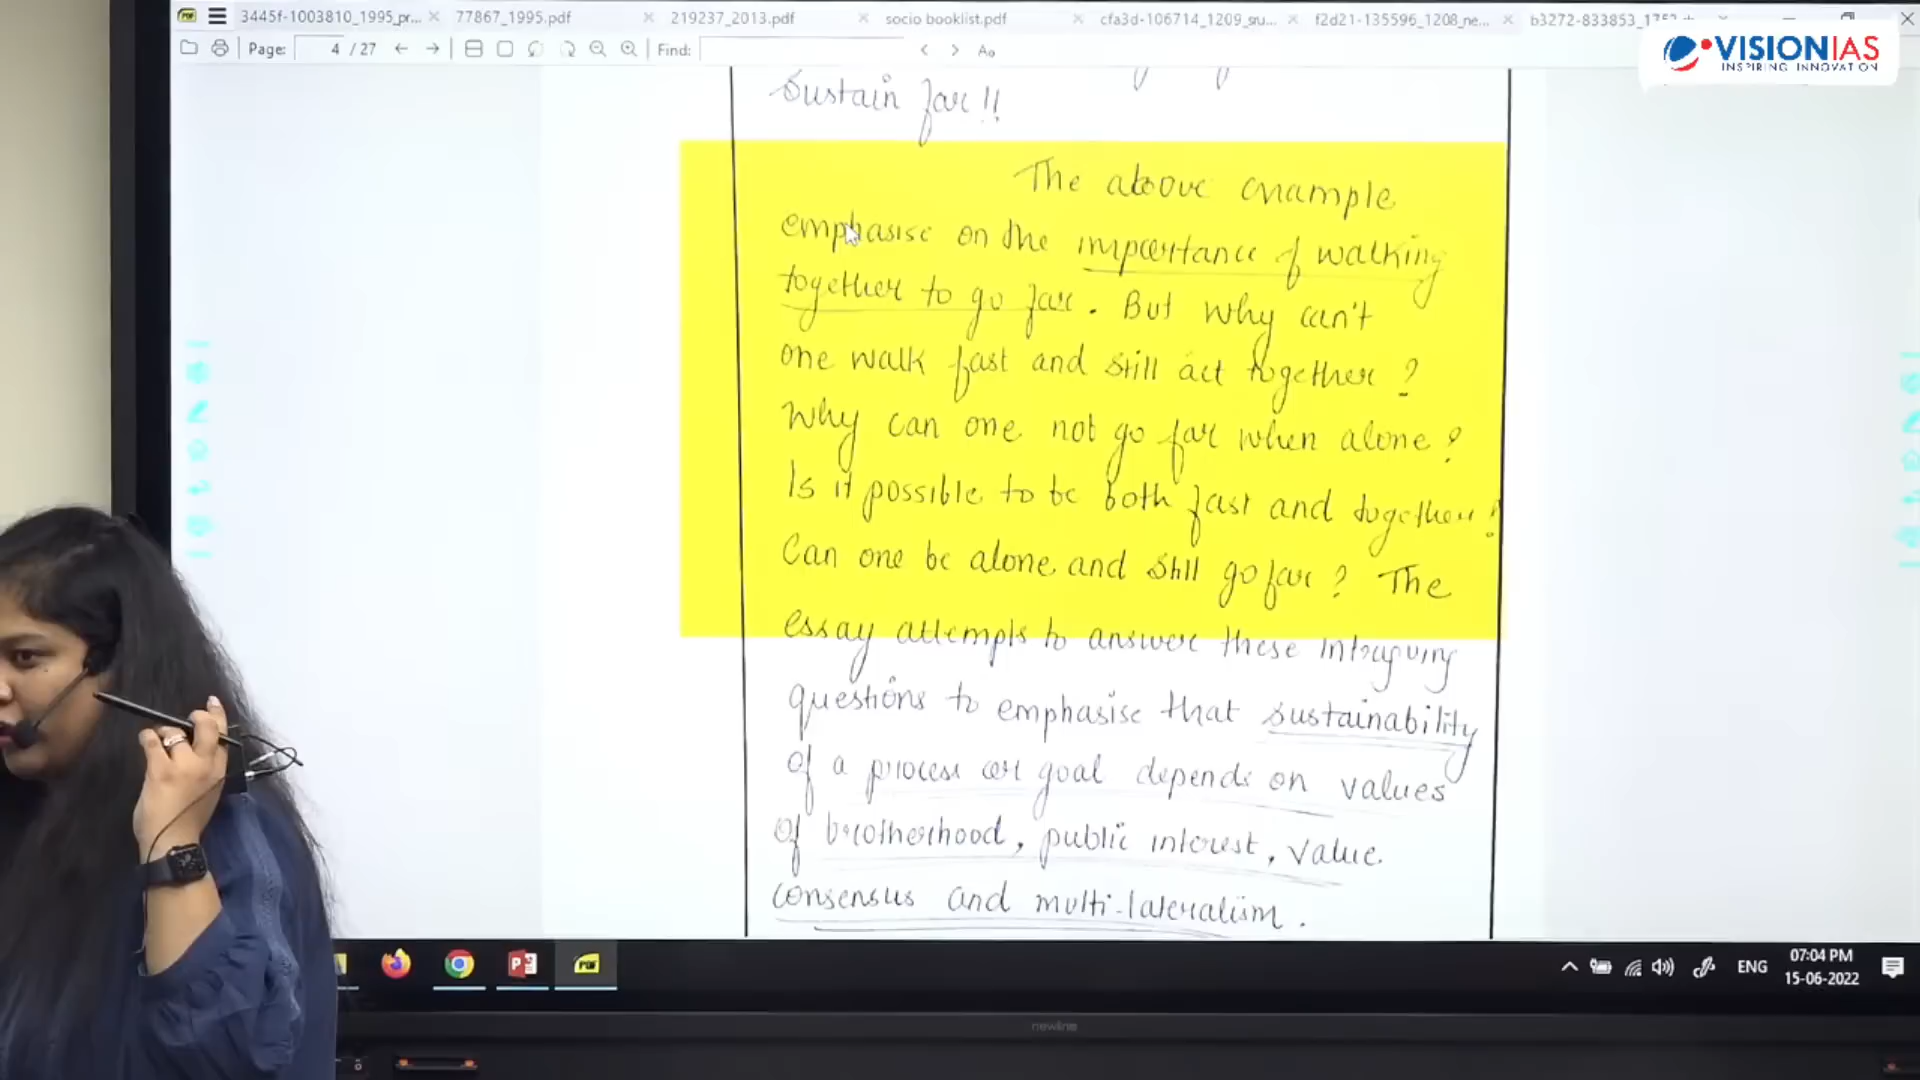 3445f-1003810_1995_pr... 77867_1995.pdf 219237_2013.pdf socio booklist.pdf cfa3d-106714_1209_sru... f2d21-135596_1208_ne...
VISIONIAS
INSPIRING INNOVATION
Page: 4 / 27 Find: Aa
sustain far!!
The above example
emphasise on the importance of walking
together to go far. But why can't
one walk fast and still act together?
Why can one not go far when alone?
Is it possible to be both fast and together?
Can one be alone and still go far? The
essay attempts to answer these
questions to emphasise that sustainability
of a process or goal depends on values
of brotherhood, public interest, value
consensus and multi-lateralism.
PDF
ENG
07:04 PM
15-06-2022
newline